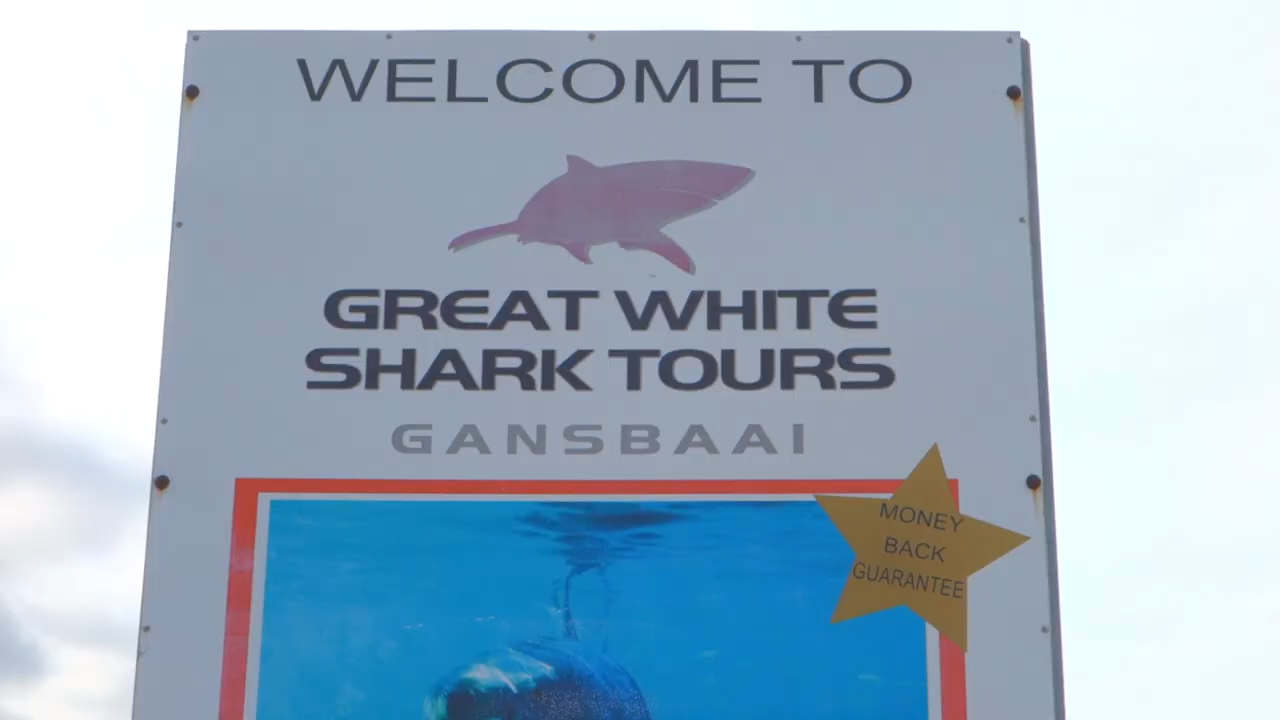 WELCOME TO
GREAT WHITE
SHARK TOURS
GANSBAAI
MONEY
BACK
GUARANTEE